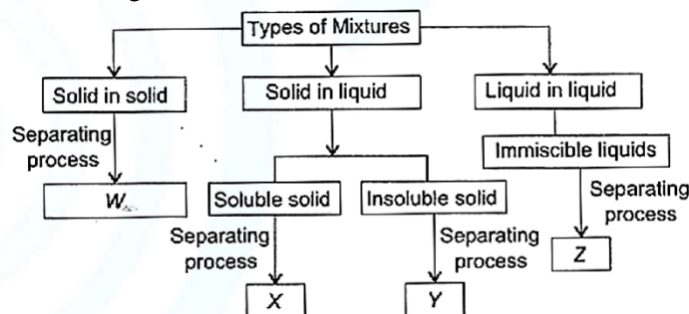 Types of Mixtures
Solid in solid
Solid in liquid
Liquid in liquid
Separating
process
Immiscible liquids
W
Soluble solid
Insoluble solid
Separating
process
Separating
process
Separating
process
Z
X
Y